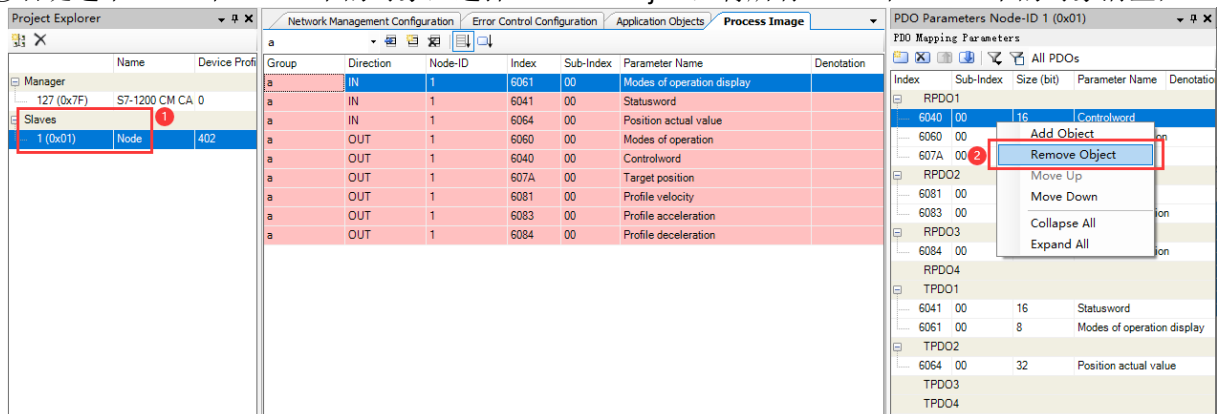 Project Explorer
Name Device Profi
Manager
127 (0x7F) S7-1200 CM CA 0
Slaves
1
1 (0x01) Node 402
Network Management Configuration Error Control Configuration Application Objects Process Image
a
Group Direction Node-ID Index Sub-Index Parameter Name Denotation
a IN 1 6061 00 Modes of operation display
a IN 1 6041 00 Statusword
a IN 1 6064 00 Position actual value
a OUT 1 6060 00 Modes of operation
a OUT 1 6040 00 Controlword
a OUT 1 607A 00 Target position
a OUT 1 6081 00 Profile velocity
a OUT 1 6083 00 Profile acceleration
a OUT 1 6084 00 Profile deceleration
PDO Parameters Node-ID 1 (0x01)
PDO Mapping Parameters
All PDOs
Index Sub-Index Size (bit) Parameter Name Denotatio
RPDO1
6040 00 16 Controlword
6060 00
607A 00
RPDO2
6081 00
6083 00
RPDO3
6084 00
RPDO4
TPDO1
6041 00 16 Statusword
6061 00 8 Modes of operation display
TPDO2
6064 00 32 Position actual value
TPDO3
TPDO4
Add Object
2
Remove Object
Move Up
Move Down
Collapse All
Expand All